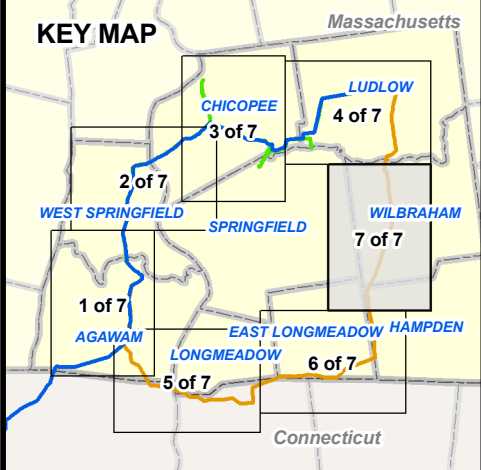 Massachusetts
KEY MAP
LUDLOW
CHICOPEE
4 of 7
3 of 7
2 of 7
WEST SPRINGFIELD
WILBRAHAM
SPRINGFIELD
7 of 7
1 of 7
EAST LONGMEADOW
HAMPDEN
AGAWAM
LONGMEADOW
6 of 7
5 of 7
Connecticut